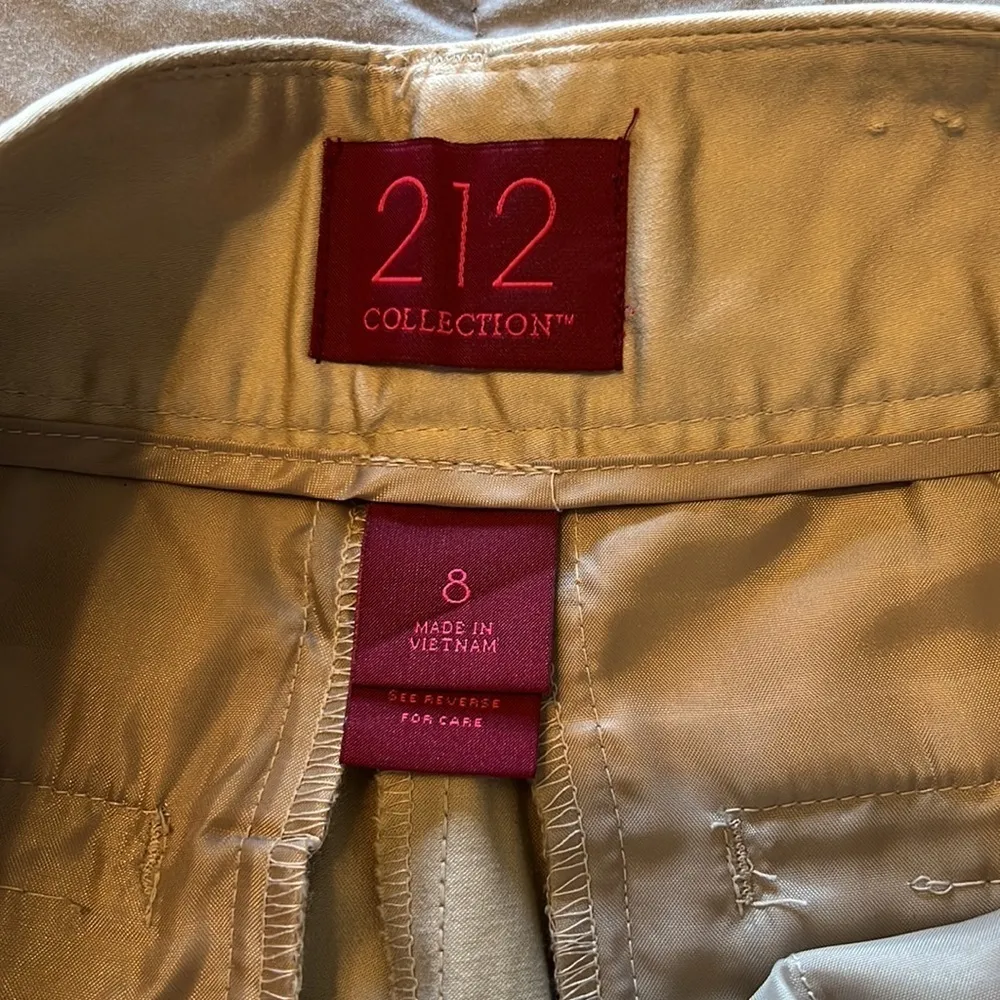 212
COLLECTION™
8
MADE IN
VIETNAM
SEE REVERSE
FOR CARE